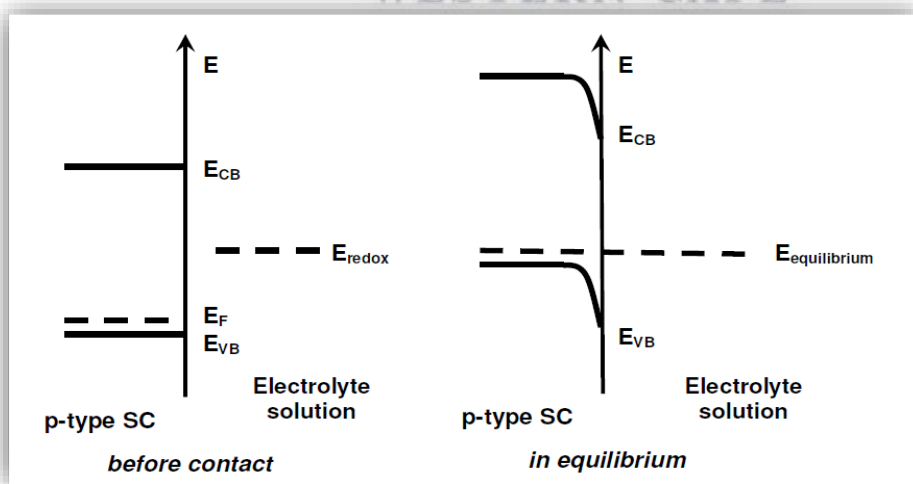 E
E
E_CB
E_CB
E_redox
E_equilibrium
E_F
E_VB
E_VB
Electrolyte
solution
Electrolyte
solution
p-type SC
p-type SC
before contact
in equilibrium